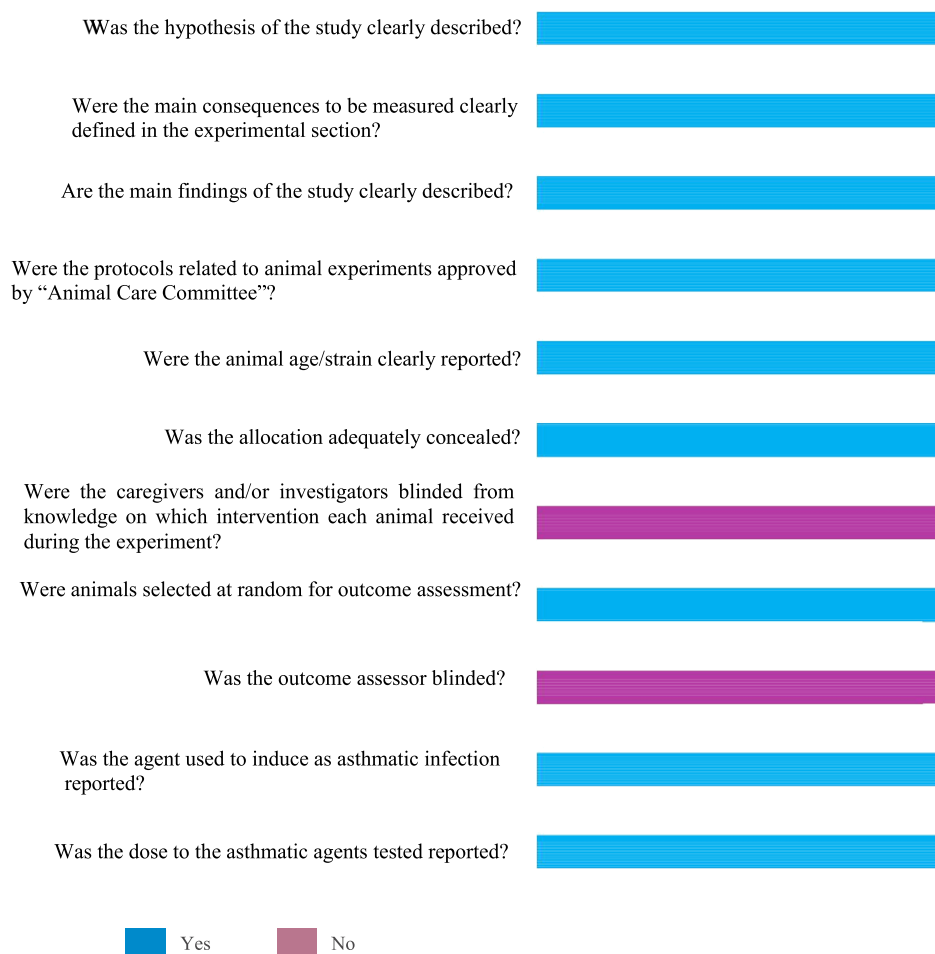 Was the hypothesis of the study clearly described?
Were the main consequences to be measured clearly
defined in the experimental section?
Are the main findings of the study clearly described?
Were the protocols related to animal experiments approved
by “Animal Care Committee”?
Were the animal age/strain clearly reported?
Was the allocation adequately concealed?
Were the caregivers and/or investigators blinded from
knowledge on which intervention each animal received
during the experiment?
Were animals selected at random for outcome assessment?
Was the outcome assessor blinded?
Was the agent used to induce as asthmatic infection
reported?
Was the dose to the asthmatic agents tested reported?
Yes No